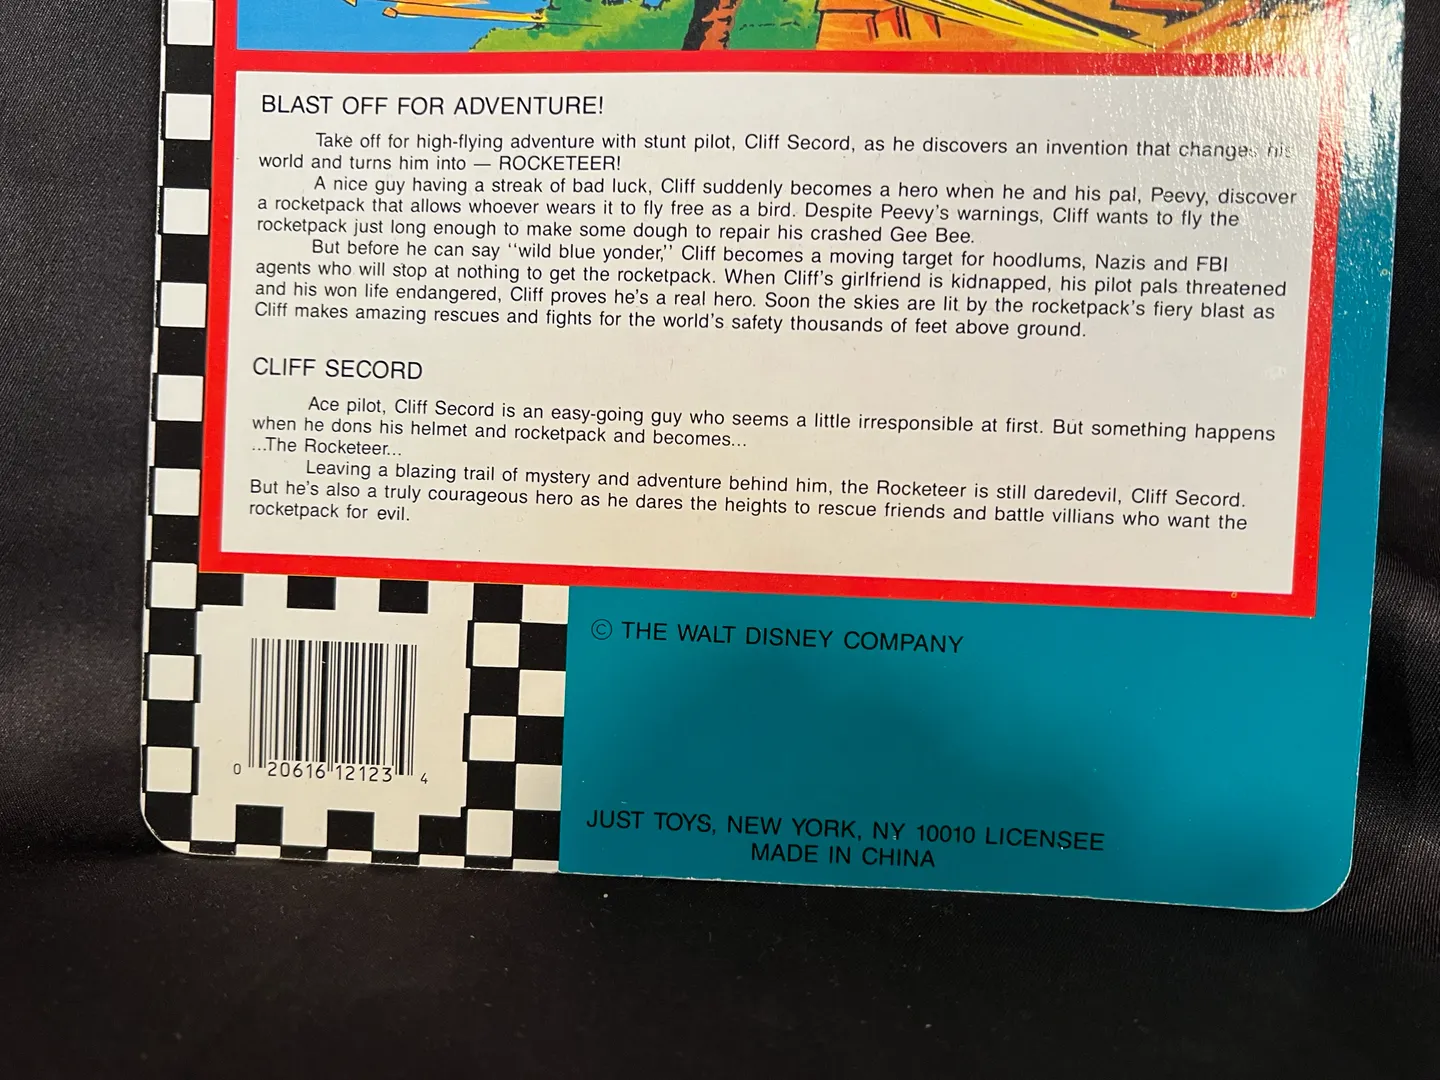 BLAST OFF FOR ADVENTURE!
Take off for high-flying adventure with stunt pilot, Cliff Secord, as he discovers an invention that changes his
world and turns him into — ROCKETEER!
A nice guy having a streak of bad luck, Cliff suddenly becomes a hero when he and his pal, Peevy, discover
a rocketpack that allows whoever wears it to fly free as a bird. Despite Peevy's warnings, Cliff wants to fly the
rocketpack just long enough to make some dough to repair his crashed Gee Bee.
But before he can say "wild blue yonder," Cliff becomes a moving target for hoodlums, Nazis and FBI
agents who will stop at nothing to get the rocketpack. When Cliff's girlfriend is kidnapped, his pilot pals threatened
and his won life endangered, Cliff proves he's a real hero. Soon the skies are lit by the rocketpack's fiery blast as
Cliff makes amazing rescues and fights for the world's safety thousands of feet above ground.
CLIFF SECORD
Ace pilot, Cliff Secord is an easy-going guy who seems a little irresponsible at first. But something happens
when he dons his helmet and rocketpack and becomes...
...The Rocketeer...
Leaving a blazing trail of mystery and adventure behind him, the Rocketeer is still daredevil, Cliff Secord.
But he's also a truly courageous hero as he dares the heights to rescue friends and battle villians who want the
rocketpack for evil.
© THE WALT DISNEY COMPANY
0 20616 12123 4
JUST TOYS, NEW YORK, NY 10010 LICENSEE
MADE IN CHINA